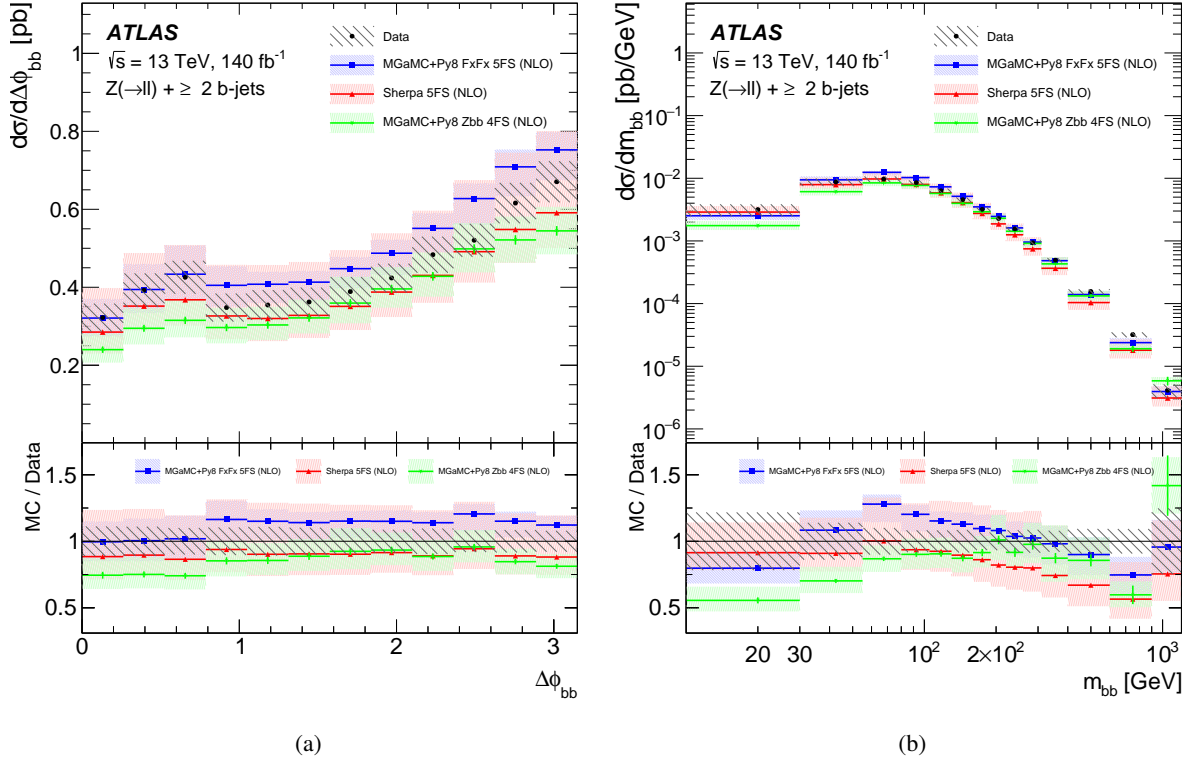 dσ/dΔϕbb [pb]
ATLAS
√s = 13 TeV, 140 fb⁻¹
Z(→ll) + ≥ 2 b-jets
Data
MGaMC+Py8 FxFx 5FS (NLO)
Sherpa 5FS (NLO)
MGaMC+Py8 Zbb 4FS (NLO)
1
0.8
0.6
0.4
0.2
MC / Data
MGaMC+Py8 FxFx 5FS (NLO) Sherpa 5FS (NLO) MGaMC+Py8 Zbb 4FS (NLO)
1.5
1
0.5
0 1 2 3
Δϕbb
(a)
dσ/dmbb [pb/GeV]
ATLAS
√s = 13 TeV, 140 fb⁻¹
Z(→ll) + ≥ 2 b-jets
Data
MGaMC+Py8 FxFx 5FS (NLO)
Sherpa 5FS (NLO)
MGaMC+Py8 Zbb 4FS (NLO)
1
10⁻¹
10⁻²
10⁻³
10⁻⁴
10⁻⁵
10⁻⁶
MC / Data
MGaMC+Py8 FxFx 5FS (NLO) Sherpa 5FS (NLO) MGaMC+Py8 Zbb 4FS (NLO)
1.5
1
0.5
20 30 10² 2×10² 10³
mbb [GeV]
(b)